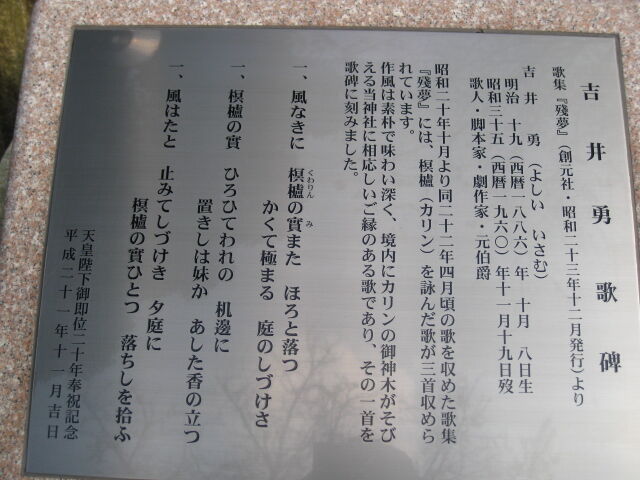 吉井勇歌碑
歌集『殘夢』(創元社・昭和二十三年十二月発行)より
吉井 勇 (よしい いさむ)
明治 十九(西暦一八八六)年 十月 八日生
昭和三十五(西暦一九六〇)年十一月十九日歿
歌人・脚本家・劇作家・元伯爵
昭和二十年十月より同二十二年四月頃の歌を収めた歌集
『殘夢』には、榠樝(カリン)を詠んだ歌が三首収めら
れています。
作風は素朴で味わい深く、境内にカリンの御神木がそび
える当神社に相応しいご縁のある歌であり、その一首を
歌碑に刻みました。
一、風なきに 榠樝の實また ほろと落つ
くわりん み
かくて極まる 庭のしづけさ
一、榠樝の實 ひろひてわれの 机邊に
置きしは妹か あした香の立つ
一、風はたと 止みてしづけき 夕庭に
榠樝の實ひとつ 落ちしを拾ふ
天皇陛下御即位二十年奉祝記念
平成二十一年十一月吉日